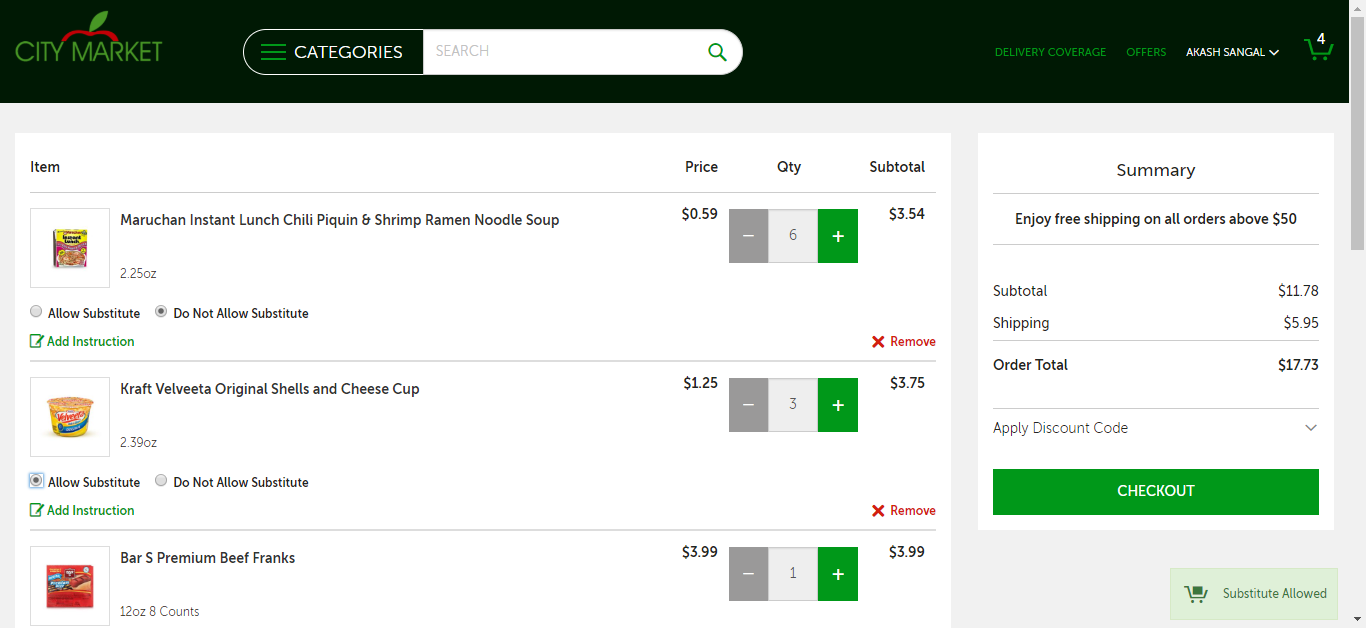 CITY MARKET
CATEGORIES
SEARCH
DELIVERY COVERAGE
OFFERS
AKASH SANGAL
4
Item Price Qty Subtotal
Maruchan Instant Lunch Chili Piquin & Shrimp Ramen Noodle Soup $0.59 − 6 + $3.54
2.25oz
Allow Substitute Do Not Allow Substitute
Add Instruction Remove
Kraft Velveeta Original Shells and Cheese Cup $1.25 − 3 + $3.75
2.39oz
Allow Substitute Do Not Allow Substitute
Add Instruction Remove
Bar S Premium Beef Franks $3.99 − 1 + $3.99
12oz 8 Counts
Summary
Enjoy free shipping on all orders above $50
Subtotal $11.78
Shipping $5.95
Order Total $17.73
Apply Discount Code
CHECKOUT
Substitute Allowed